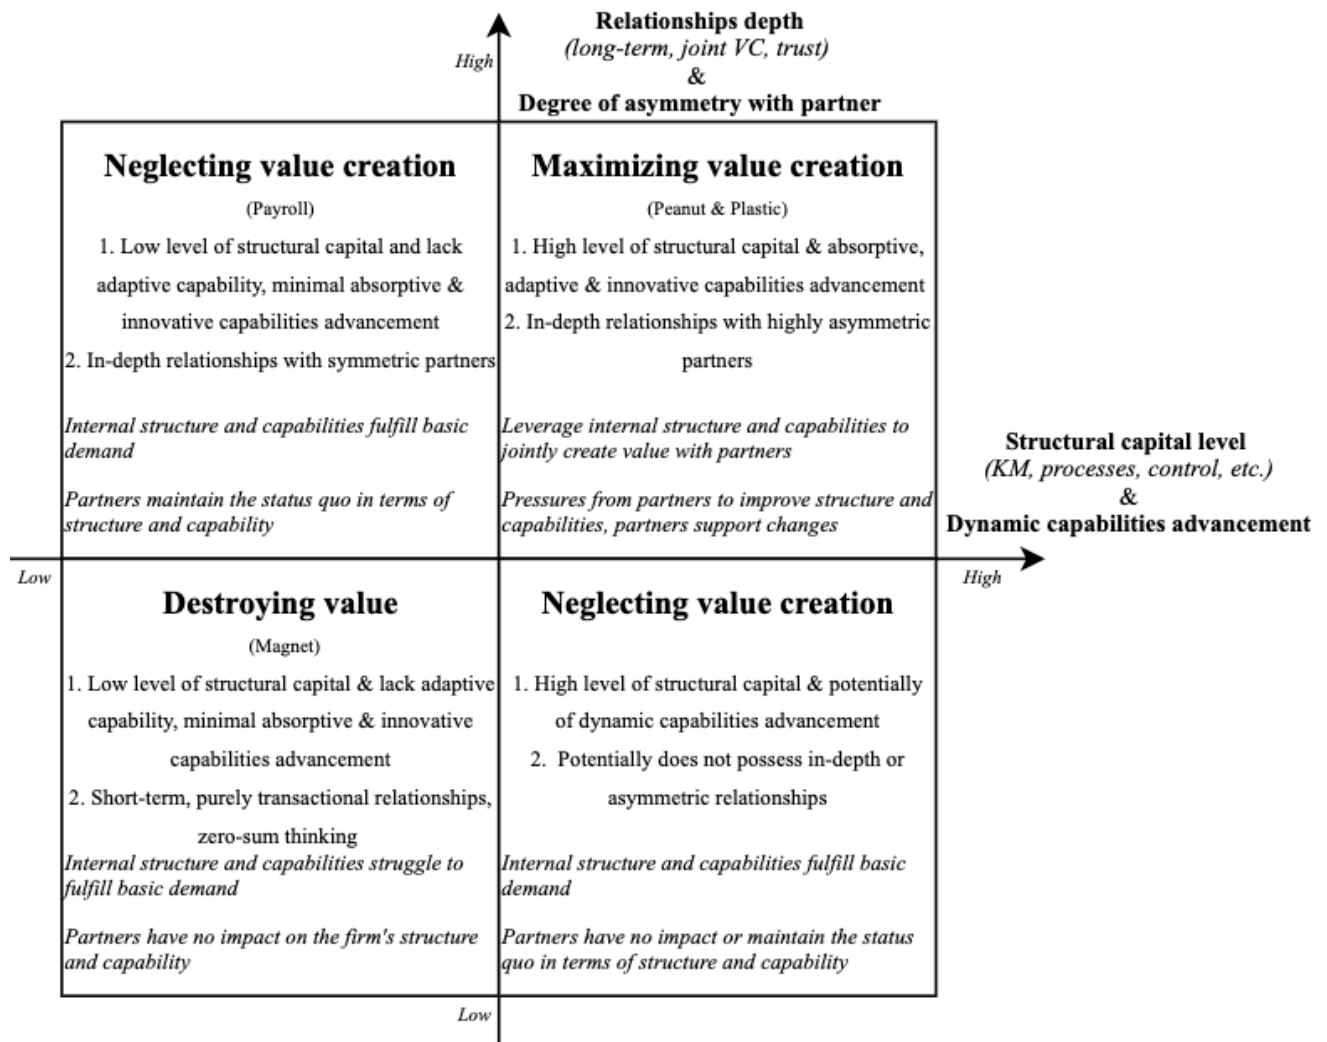 Relationships depth
(long-term, joint VC, trust)
&
Degree of asymmetry with partner
High
Neglecting value creation
(Payroll)
1. Low level of structural capital and lack
adaptive capability, minimal absorptive &
innovative capabilities advancement
2. In-depth relationships with symmetric partners
Internal structure and capabilities fulfill basic
demand
Partners maintain the status quo in terms of
structure and capability
Maximizing value creation
(Peanut & Plastic)
1. High level of structural capital & absorptive,
adaptive & innovative capabilities advancement
2. In-depth relationships with highly asymmetric
partners
Leverage internal structure and capabilities to
jointly create value with partners
Pressures from partners to improve structure and
capabilities, partners support changes
Structural capital level
(KM, processes, control, etc.)
&
Dynamic capabilities advancement
Low
High
Destroying value
(Magnet)
1. Low level of structural capital & lack adaptive
capability, minimal absorptive & innovative
capabilities advancement
2. Short-term, purely transactional relationships,
zero-sum thinking
Internal structure and capabilities struggle to
fulfill basic demand
Partners have no impact on the firm's structure
and capability
Neglecting value creation
1. High level of structural capital & potentially
of dynamic capabilities advancement
2. Potentially does not possess in-depth or
asymmetric relationships
Internal structure and capabilities fulfill basic
demand
Partners have no impact or maintain the status
quo in terms of structure and capability
Low